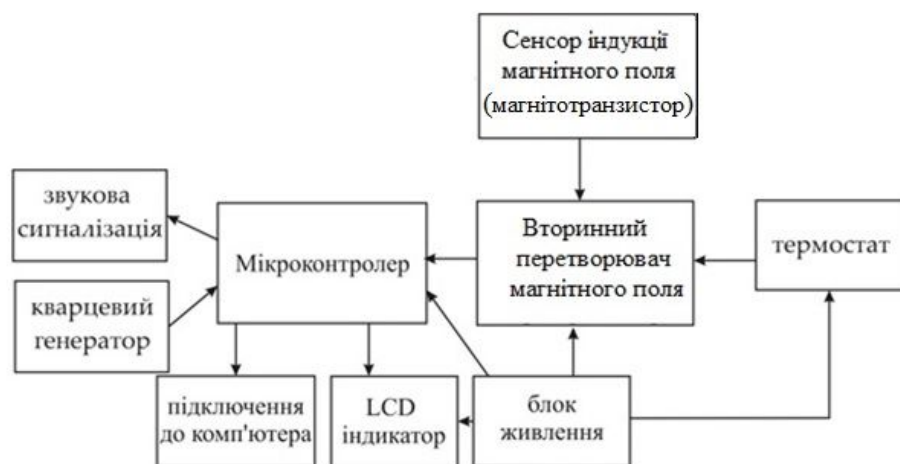 Сенсор індукції
магнітного поля
(магнітотранзистор)
звукова
сигналізація
Мікроконтролер
Вторинний
перетворювач
магнітного поля
термостат
кварцевий
генератор
підключення
до комп'ютера
LCD
індикатор
блок
живлення